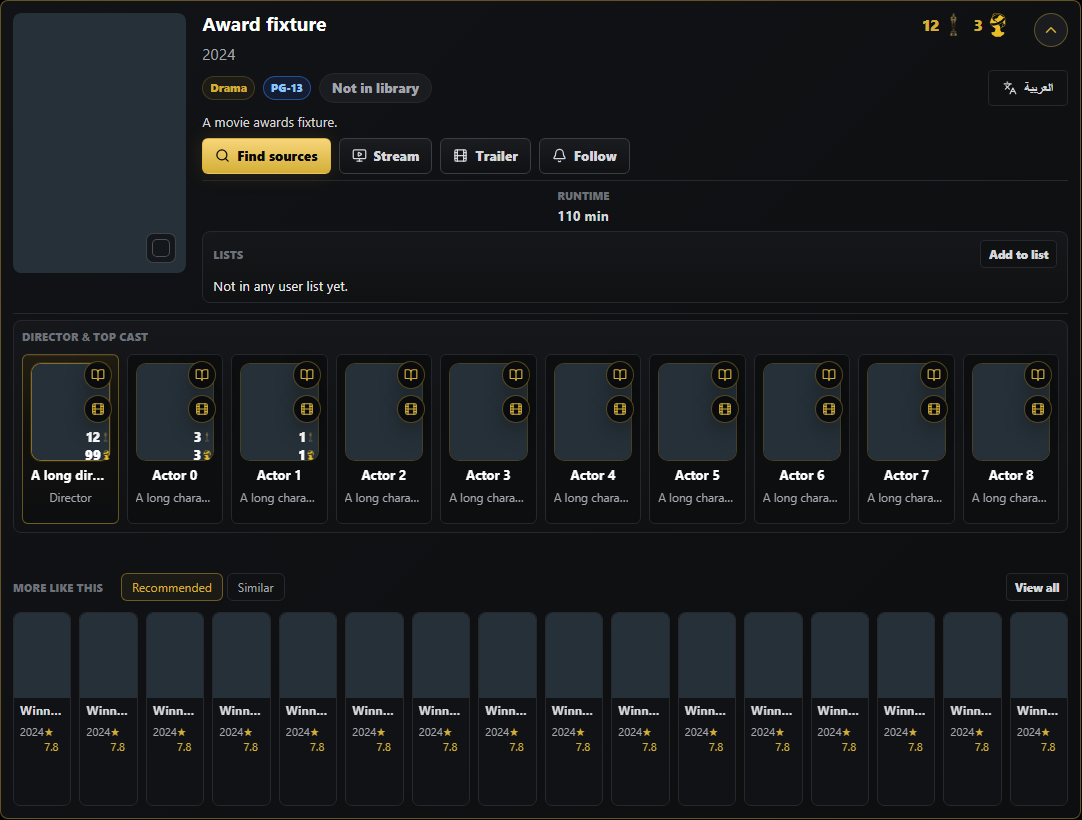 Award fixture
12 3
2024
Drama PG-13 Not in library
العربية
A movie awards fixture.
Find sources Stream Trailer Follow
RUNTIME
110 min
LISTS
Add to list
Not in any user list yet.
DIRECTOR & TOP CAST
12 3 1
99 3 1
A long dir... Actor 0 Actor 1 Actor 2 Actor 3 Actor 4 Actor 5 Actor 6 Actor 7 Actor 8
Director A long chara... A long chara... A long chara... A long chara... A long chara... A long chara... A long chara... A long chara... A long chara...
MORE LIKE THIS Recommended Similar View all
Winn... Winn... Winn... Winn... Winn... Winn... Winn... Winn... Winn... Winn... Winn... Winn... Winn... Winn... Winn... Winn...
2024★ 2024★ 2024★ 2024★ 2024★ 2024★ 2024★ 2024★ 2024★ 2024★ 2024★ 2024★ 2024★ 2024★ 2024★ 2024★
7.8 7.8 7.8 7.8 7.8 7.8 7.8 7.8 7.8 7.8 7.8 7.8 7.8 7.8 7.8 7.8